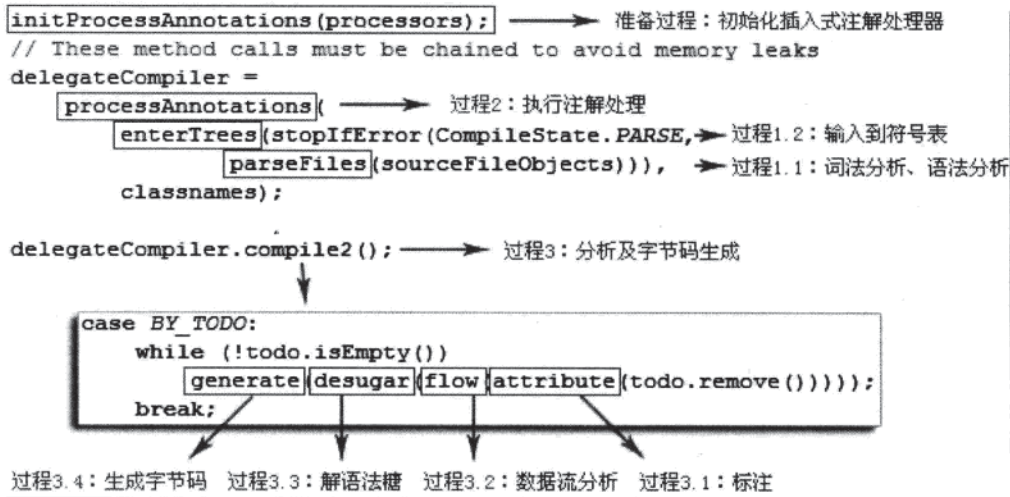 initProcessAnnotations(processors); 准备过程：初始化插入式注解处理器
// These method calls must be chained to avoid memory leaks
delegateCompiler =
processAnnotations( 过程2：执行注解处理
enterTrees(stopIfError(CompileState.PARSE, 过程1.2：输入到符号表
parseFiles(sourceFileObjects))), 过程1.1：词法分析、语法分析
classnames);
delegateCompiler.compile2(); 过程3：分析及字节码生成
case BY_TODO:
while (!todo.isEmpty())
generate(desugar(flow(attribute(todo.remove()))));
break;
过程3.4：生成字节码 过程3.3：解语法糖 过程3.2：数据流分析 过程3.1：标注